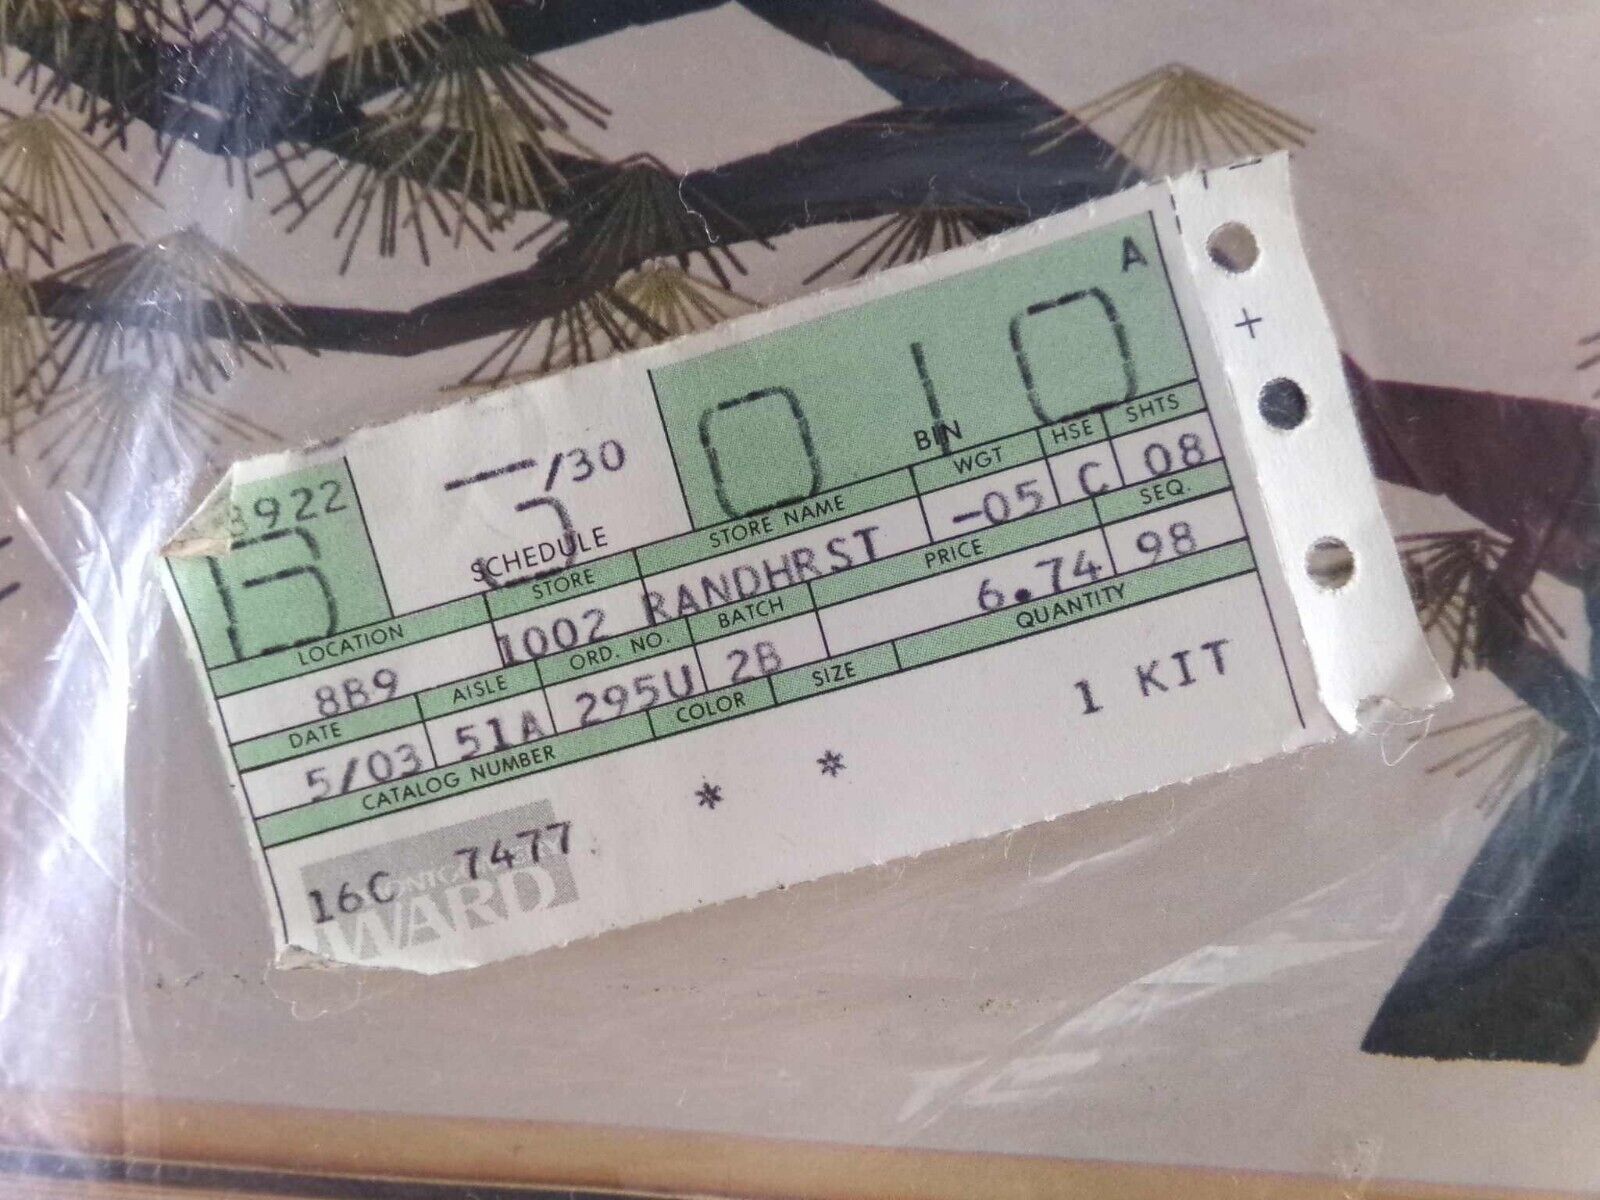 A
922 /30 0 1 0
SCHEDULE BIN
LOCATION STORE STORE NAME WGT HSE SHTS
8B9 1002 RANDHRST -05 C 08
DATE AISLE ORD. NO. BATCH PRICE SEQ.
5/03 51A 295U 2B 6.74 98
CATALOG NUMBER COLOR SIZE QUANTITY
16C 7477 * * 1 KIT
WARD